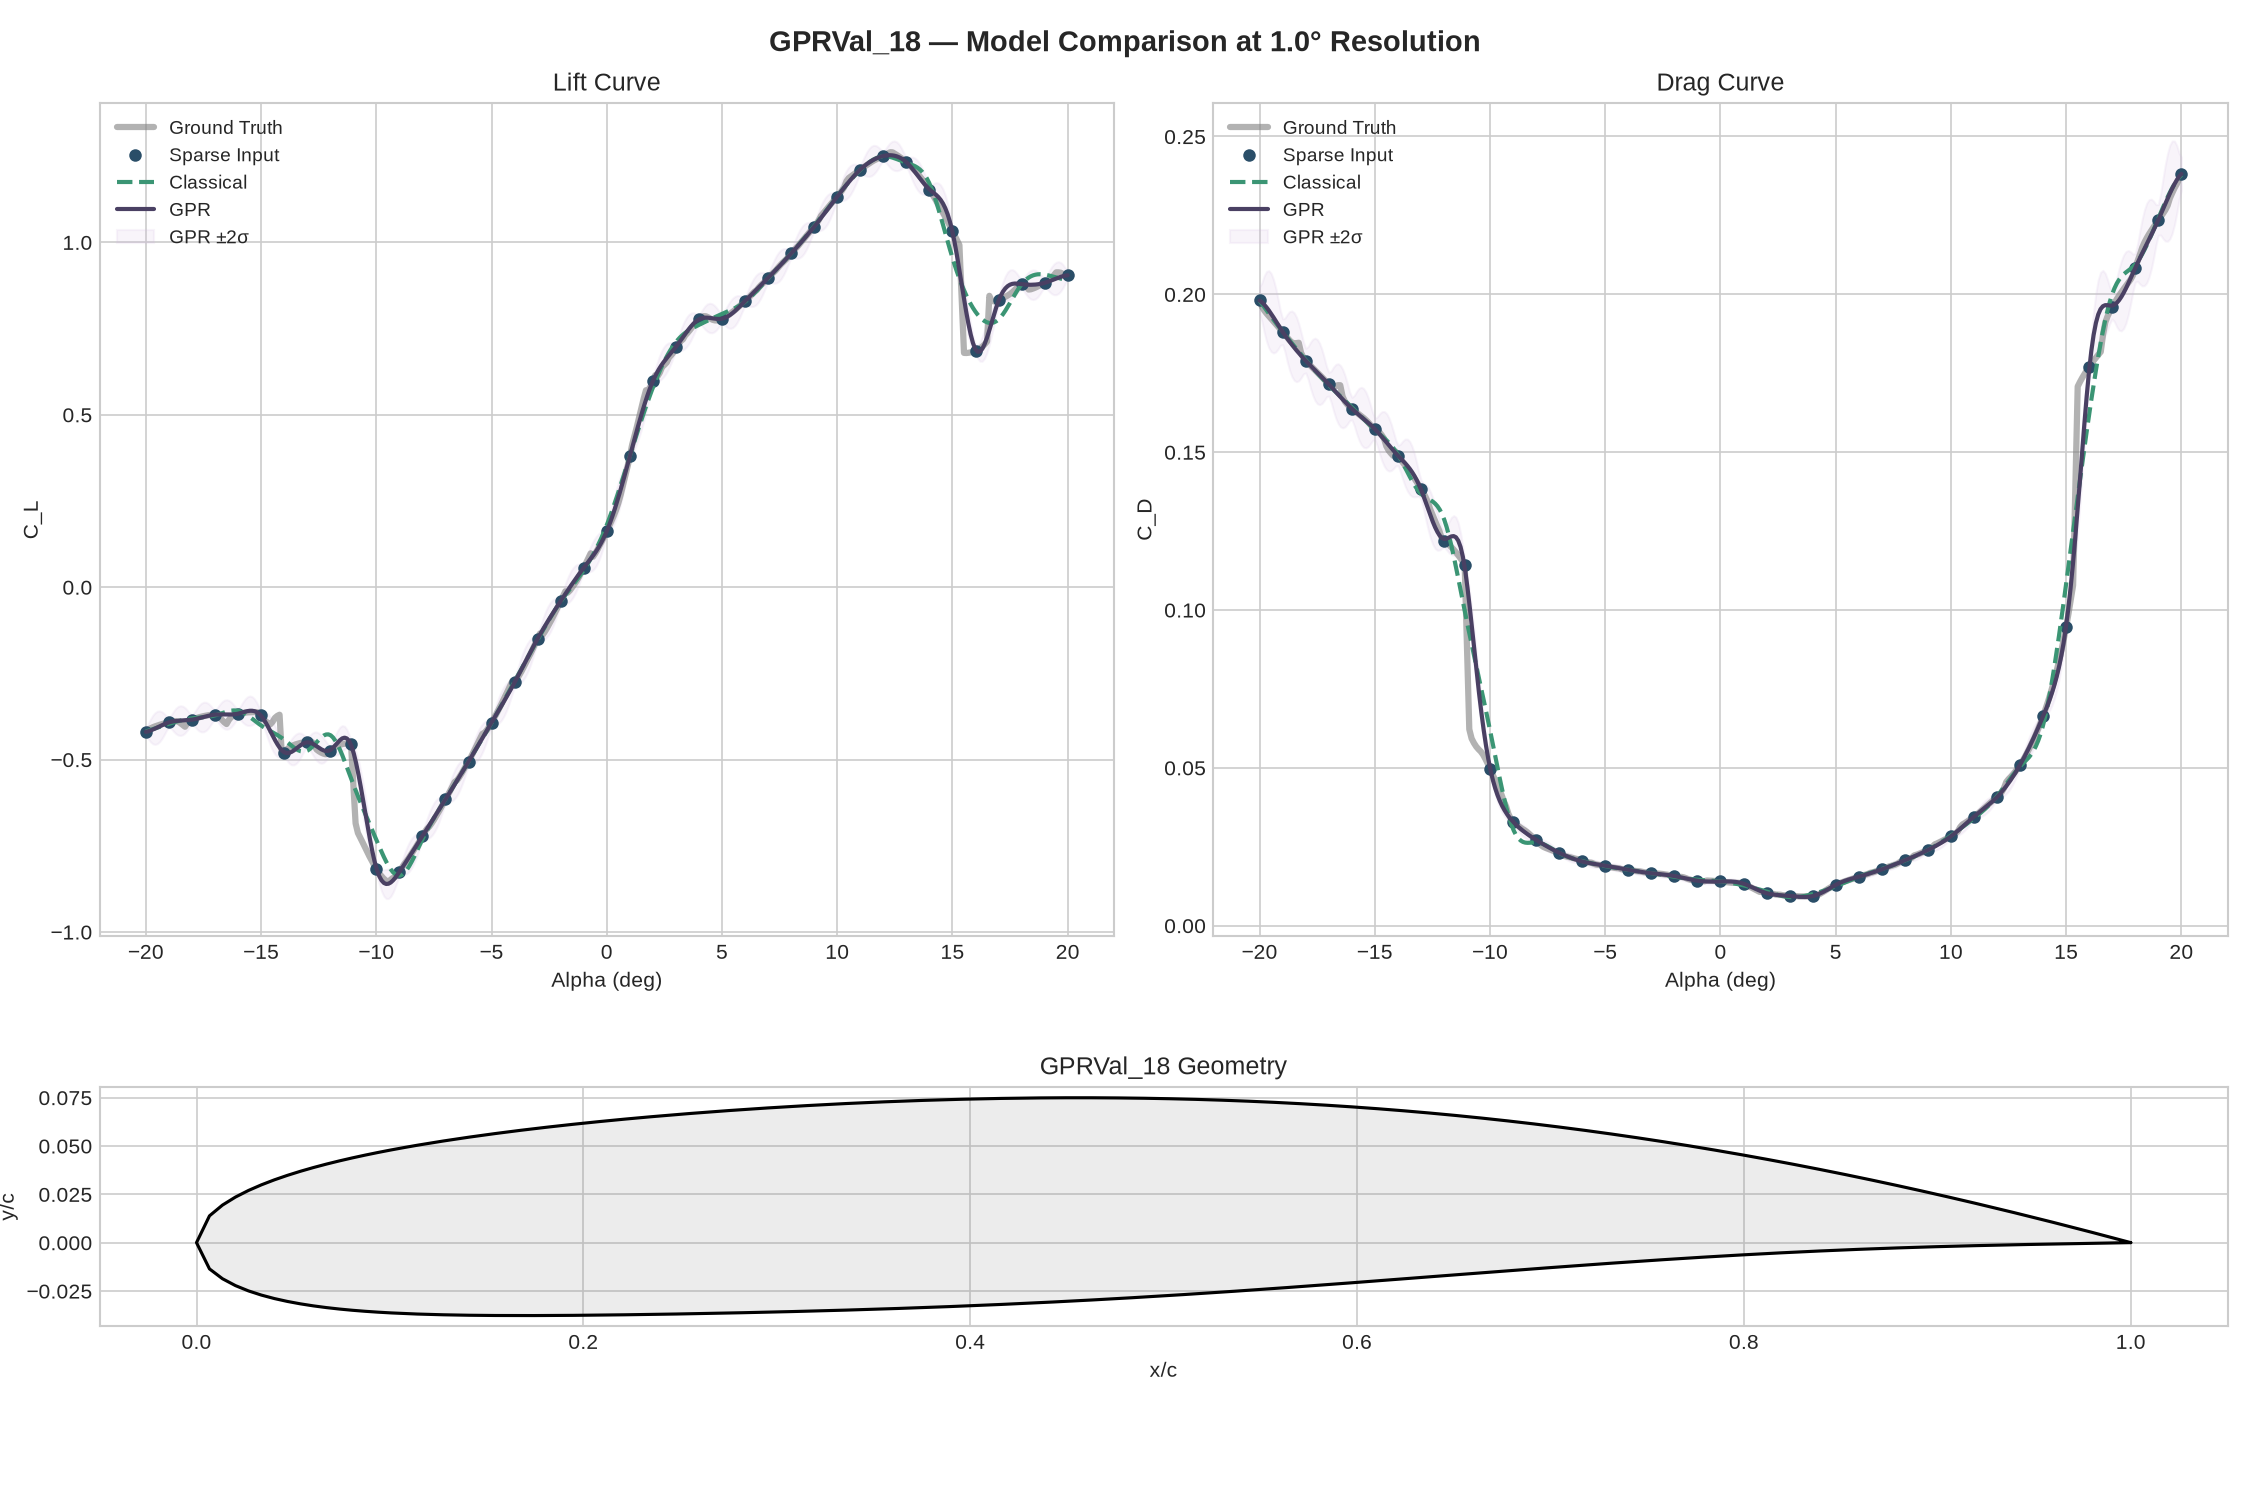 GPRVal_18 — Model Comparison at 1.0° Resolution
Lift Curve
Ground Truth
Sparse Input
Classical
GPR
GPR ±2σ
C_L
1.0
0.5
0.0
−0.5
−1.0
−20 −15 −10 −5 0 5 10 15 20
Alpha (deg)
Drag Curve
Ground Truth
Sparse Input
Classical
GPR
GPR ±2σ
C_D
0.25
0.20
0.15
0.10
0.05
0.00
−20 −15 −10 −5 0 5 10 15 20
Alpha (deg)
GPRVal_18 Geometry
y/c
0.075
0.050
0.025
0.000
−0.025
0.0 0.2 0.4 0.6 0.8 1.0
x/c